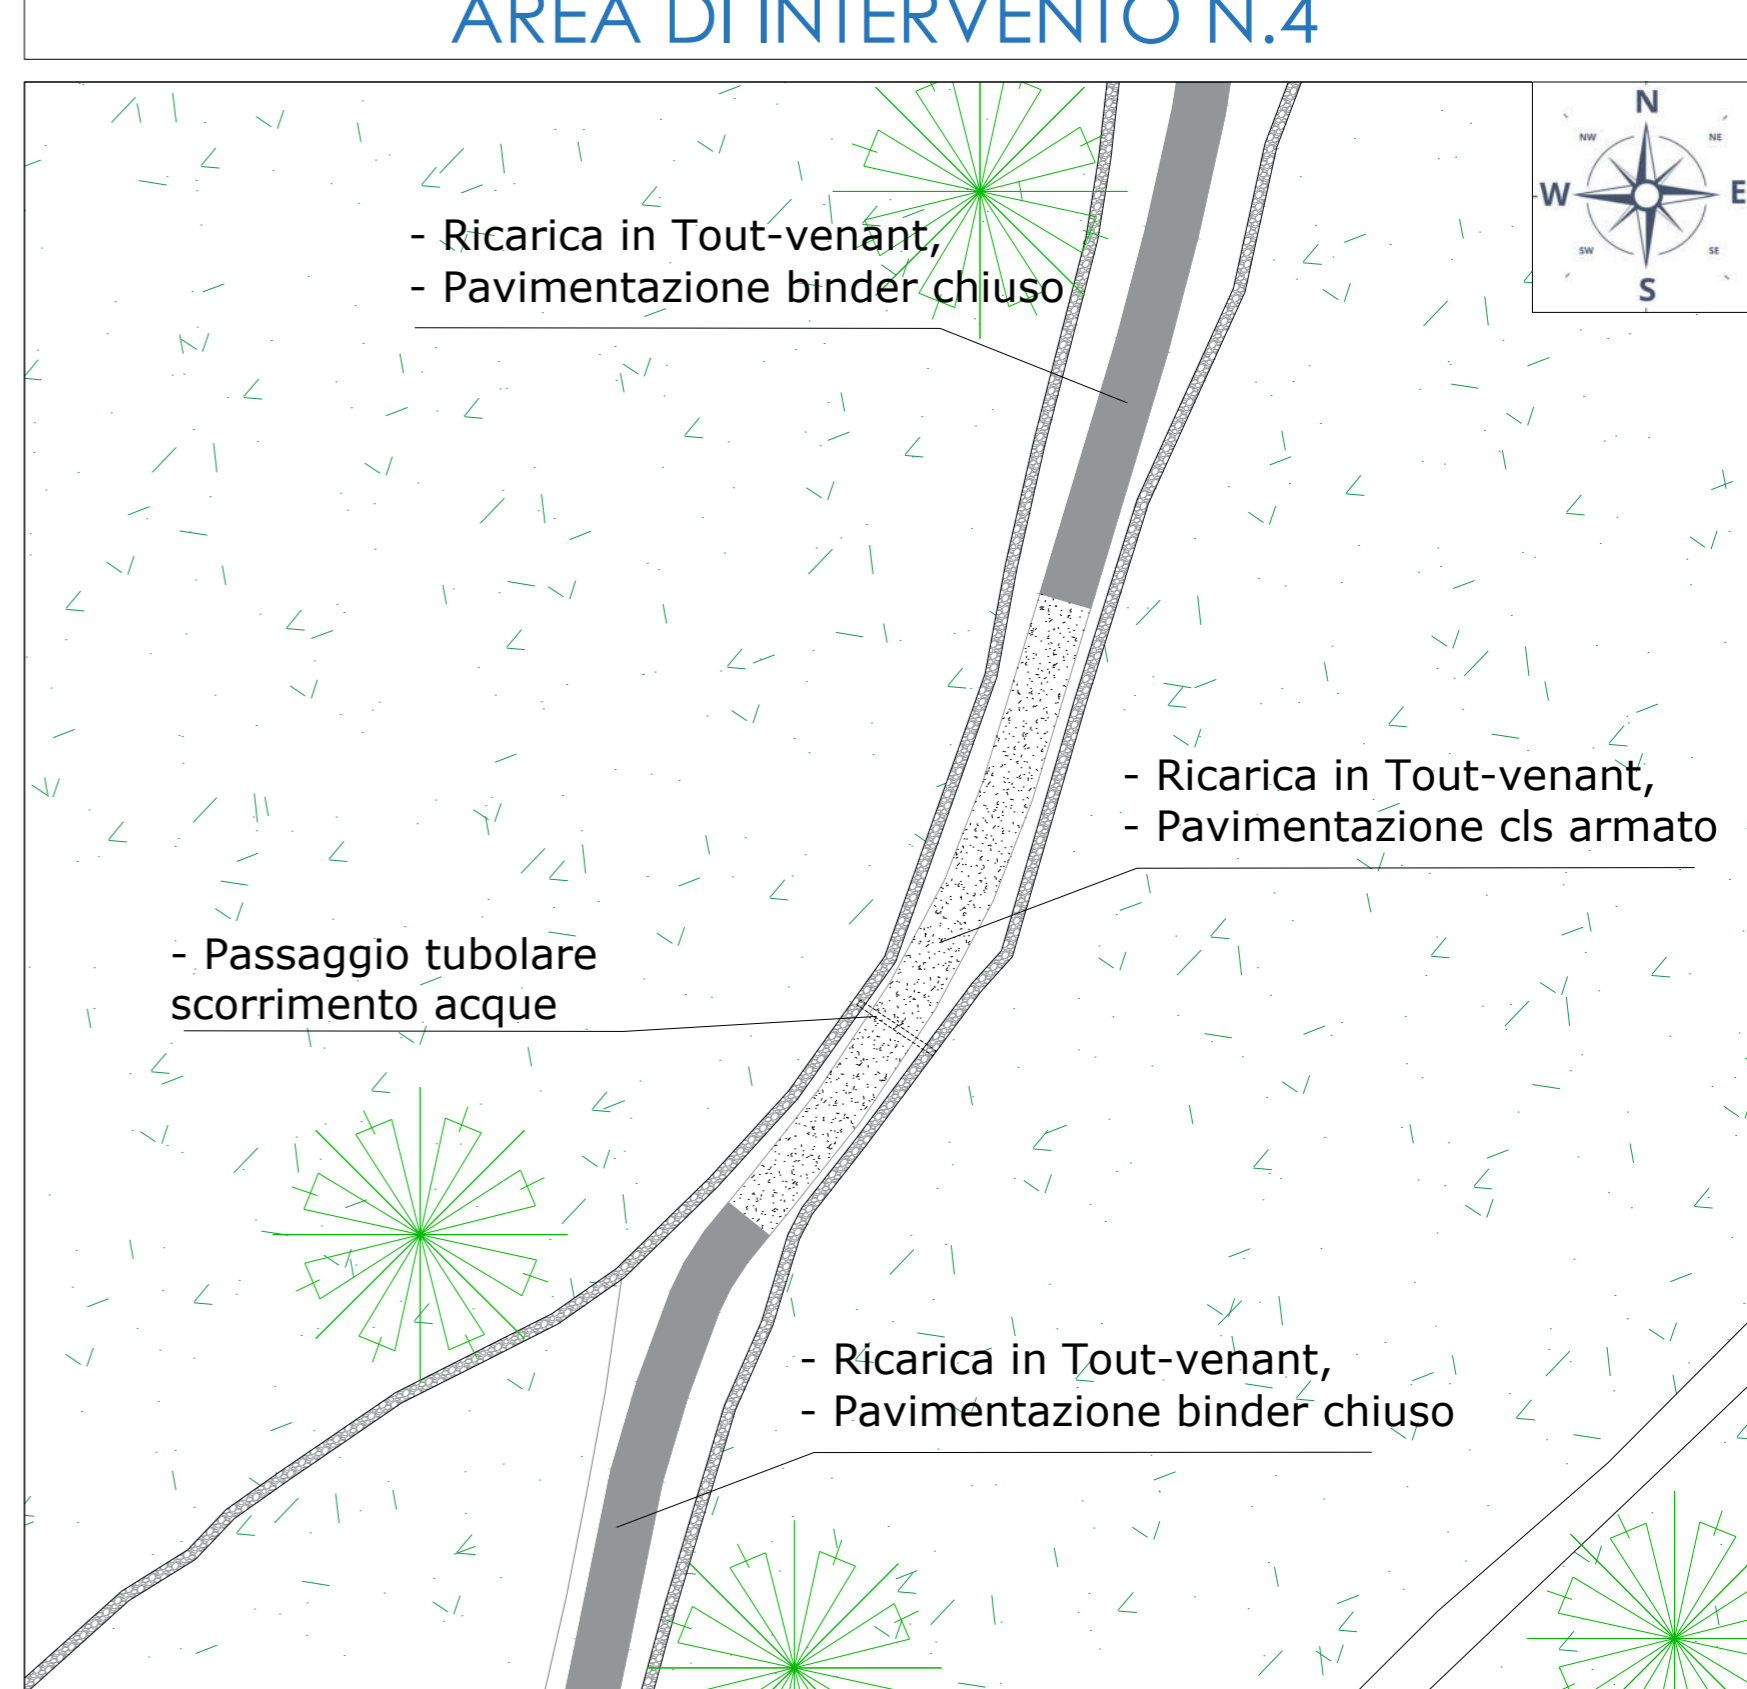 AREA DI INTERVENTO N.4
N
NW
NE
W
E
SW
SE
S
- Ricarica in Tout-venant,
- Pavimentazione binder chiuso
- Ricarica in Tout-venant,
- Pavimentazione cls armato
- Passaggio tubolare
scorrimento acque
- Ricarica in Tout-venant,
- Pavimentazione binder chiuso